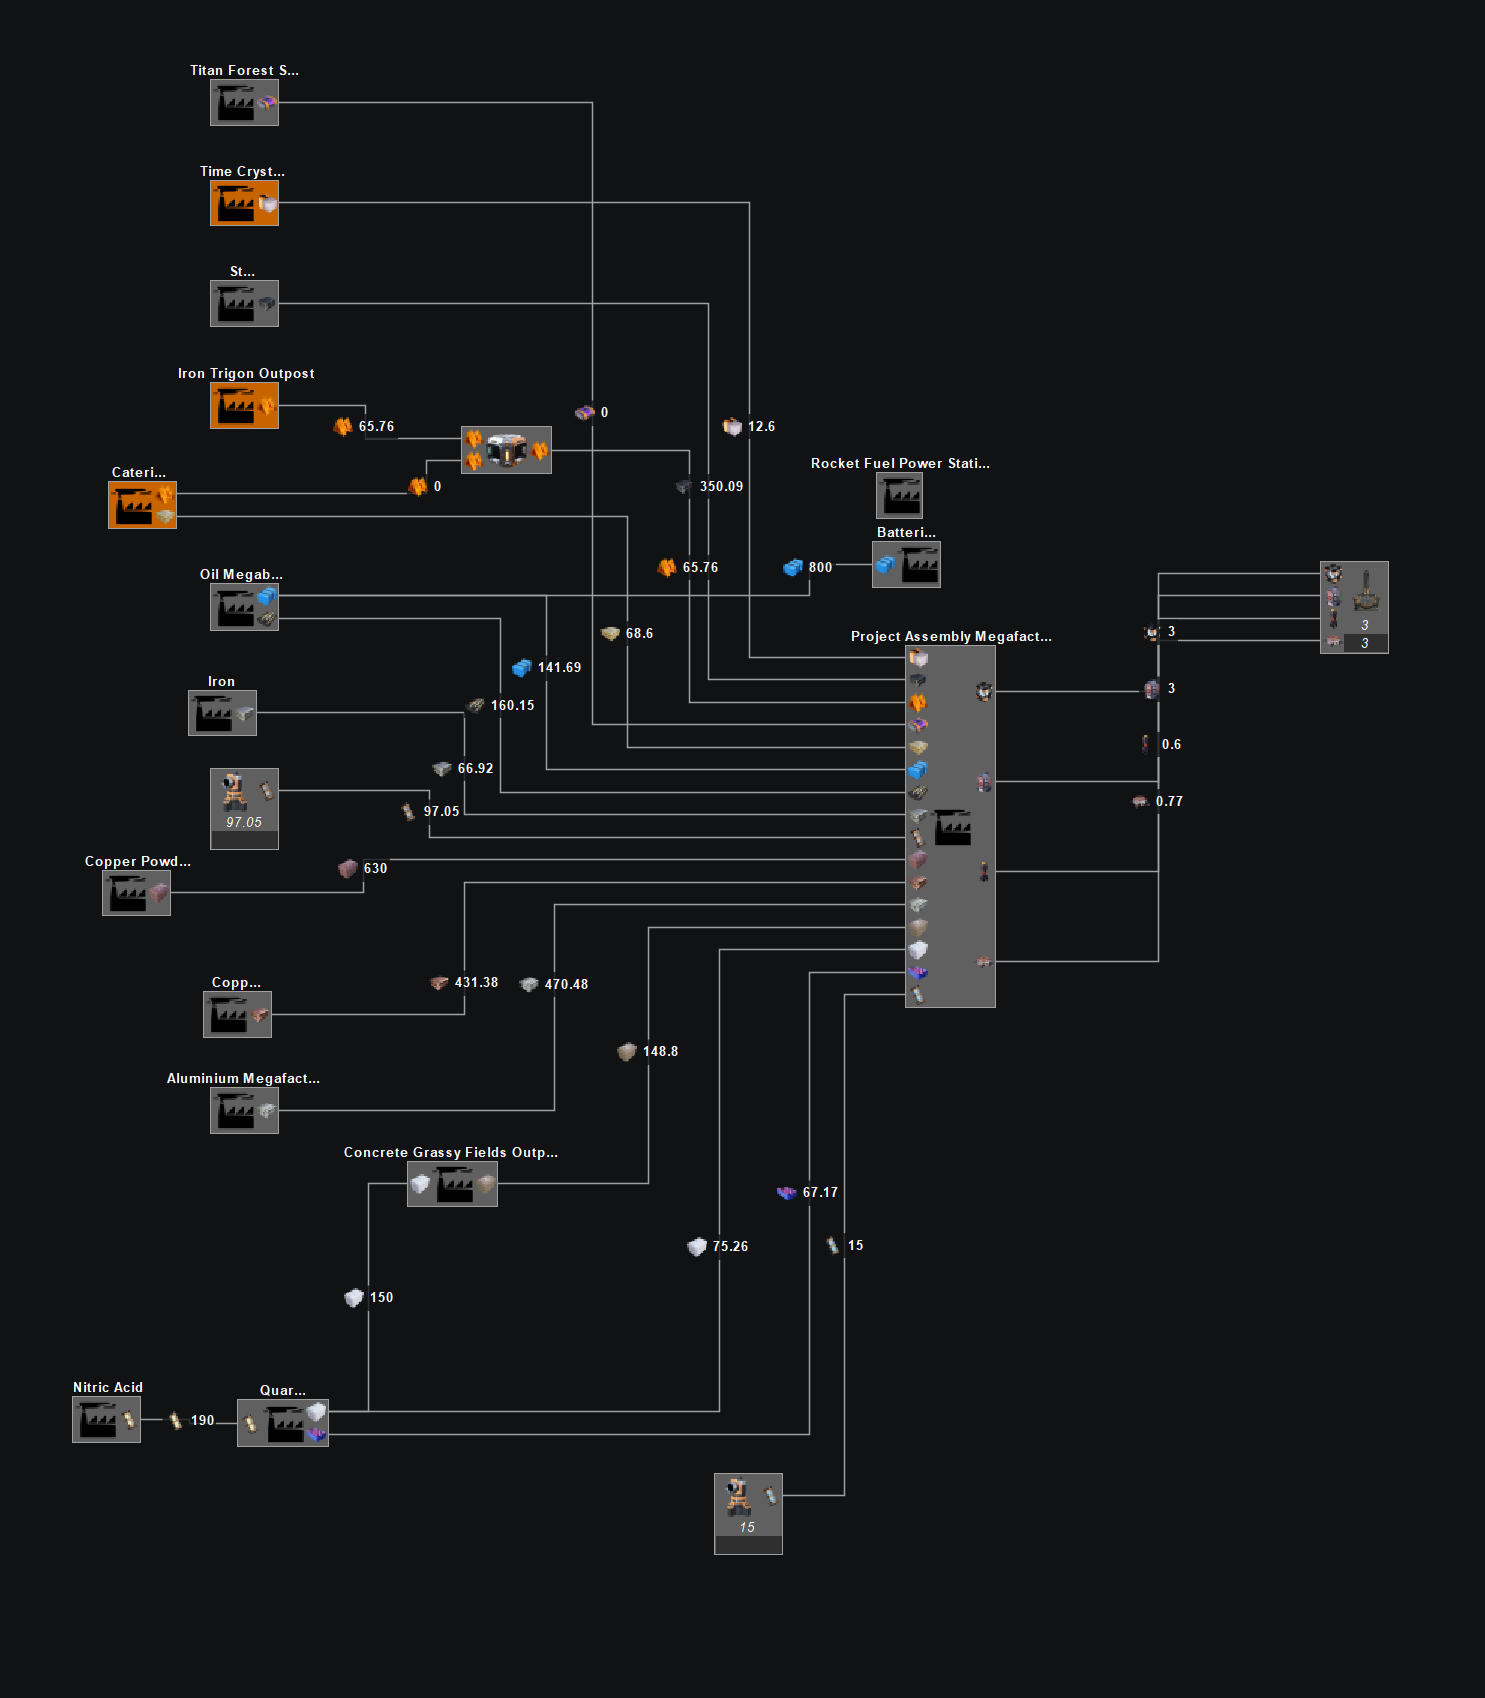 Titan Forest S...
Time Cryst...
St...
Iron Trigon Outpost
65.76
0
12.6
Cateri...
0
350.09
Rocket Fuel Power Stati...
Batteri...
Oil Megab...
65.76
800
68.6
3
3
3
Project Assembly Megafact...
141.69
Iron
160.15
3
0.6
66.92
97.05
97.05
0.77
Copper Powd...
630
Copp...
431.38
470.48
148.8
Aluminium Megafact...
Concrete Grassy Fields Outp...
67.17
75.26
15
150
Nitric Acid
Quar...
190
15